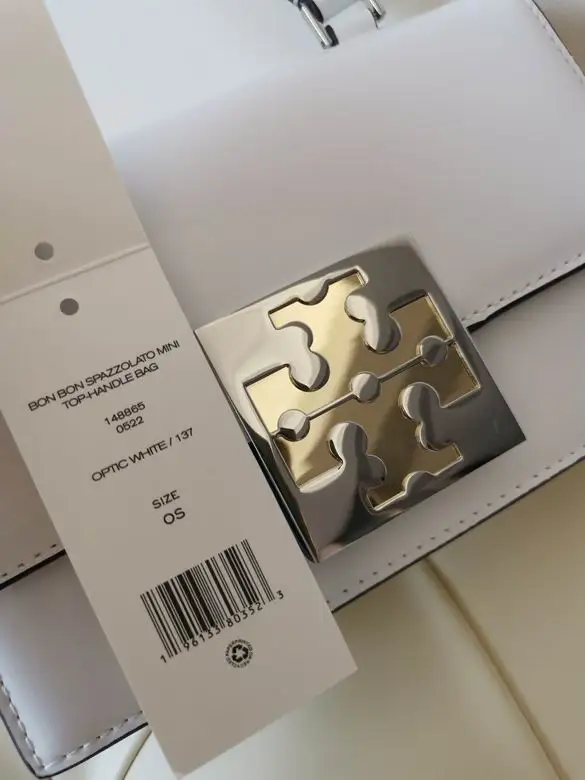 BON BON SPAZZOLATO MINI
TOP-HANDLE BAG
148865
0522
OPTIC WHITE / 137
SIZE
OS
1 96133 80352 3